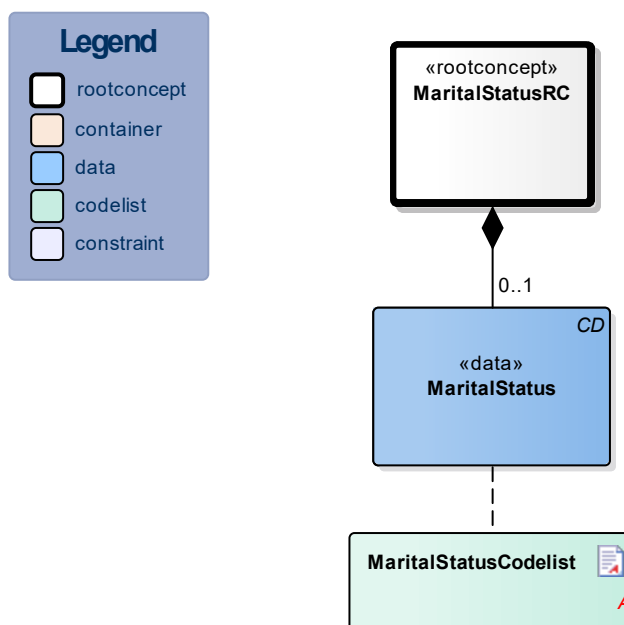 Legend
rootconcept
container
data
codelist
constraint
«rootconcept»
MaritalStatusRC
0..1
CD
«data»
MaritalStatus
MaritalStatusCodelist